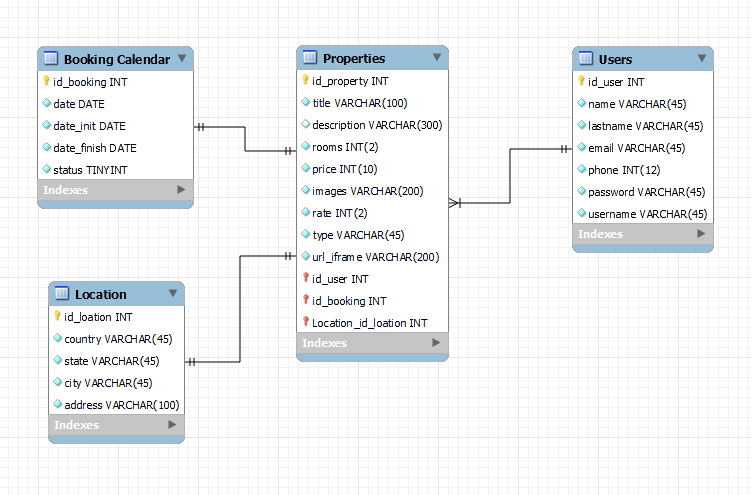 Booking Calendar
id_booking INT
date DATE
date_init DATE
date_finish DATE
status TINYINT
Indexes
Properties
id_property INT
title VARCHAR(100)
description VARCHAR(300)
rooms INT(2)
price INT(10)
images VARCHAR(200)
rate INT(2)
type VARCHAR(45)
url_iframe VARCHAR(200)
id_user INT
id_booking INT
Location_id_loation INT
Indexes
Users
id_user INT
name VARCHAR(45)
lastname VARCHAR(45)
email VARCHAR(45)
phone INT(12)
password VARCHAR(45)
username VARCHAR(45)
Indexes
Location
id_loation INT
country VARCHAR(45)
state VARCHAR(45)
city VARCHAR(45)
address VARCHAR(100)
Indexes